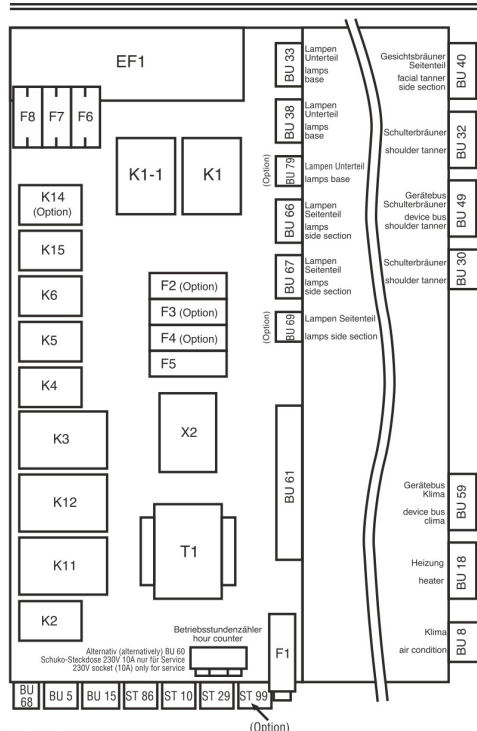 EF1
F8
F7
F6
K1-1
K1
K14
(Option)
K15
K6
K5
K4
K3
K12
K11
K2
F2 (Option)
F3 (Option)
F4 (Option)
F5
X2
T1
Betriebsstundenzähler
hour counter
Alternativ (alternatively) BU 60
Schuko-Steckdose 230V 10A nur für Service
230V socket (10A) only for service
F1
BU 68
BU 5
BU 15
ST 86
ST 10
ST 29
ST 99
(Option)
BU 33
Lampen
Unterteil
lamps
base
BU 38
Lampen
Unterteil
lamps
base
(Option)
BU 79
Lampen Unterteil
lamps base
BU 66
Lampen
Seitenteil
lamps
side section
BU 67
Lampen
Seitenteil
lamps
side section
(Option)
BU 69
Lampen Seitenteil
lamps side section
BU 61
Gesichtsbräuner
Seitenteil
facial tanner
side section
BU 40
Schulterbräuner
shoulder tanner
BU 32
Gerätebus
Schulterbräuner
device bus
shoulder tanner
BU 49
Schulterbräuner
shoulder tanner
BU 30
Gerätebus
Klima
device bus
clima
BU 59
Heizung
heater
BU 18
Klima
air condition
BU 8